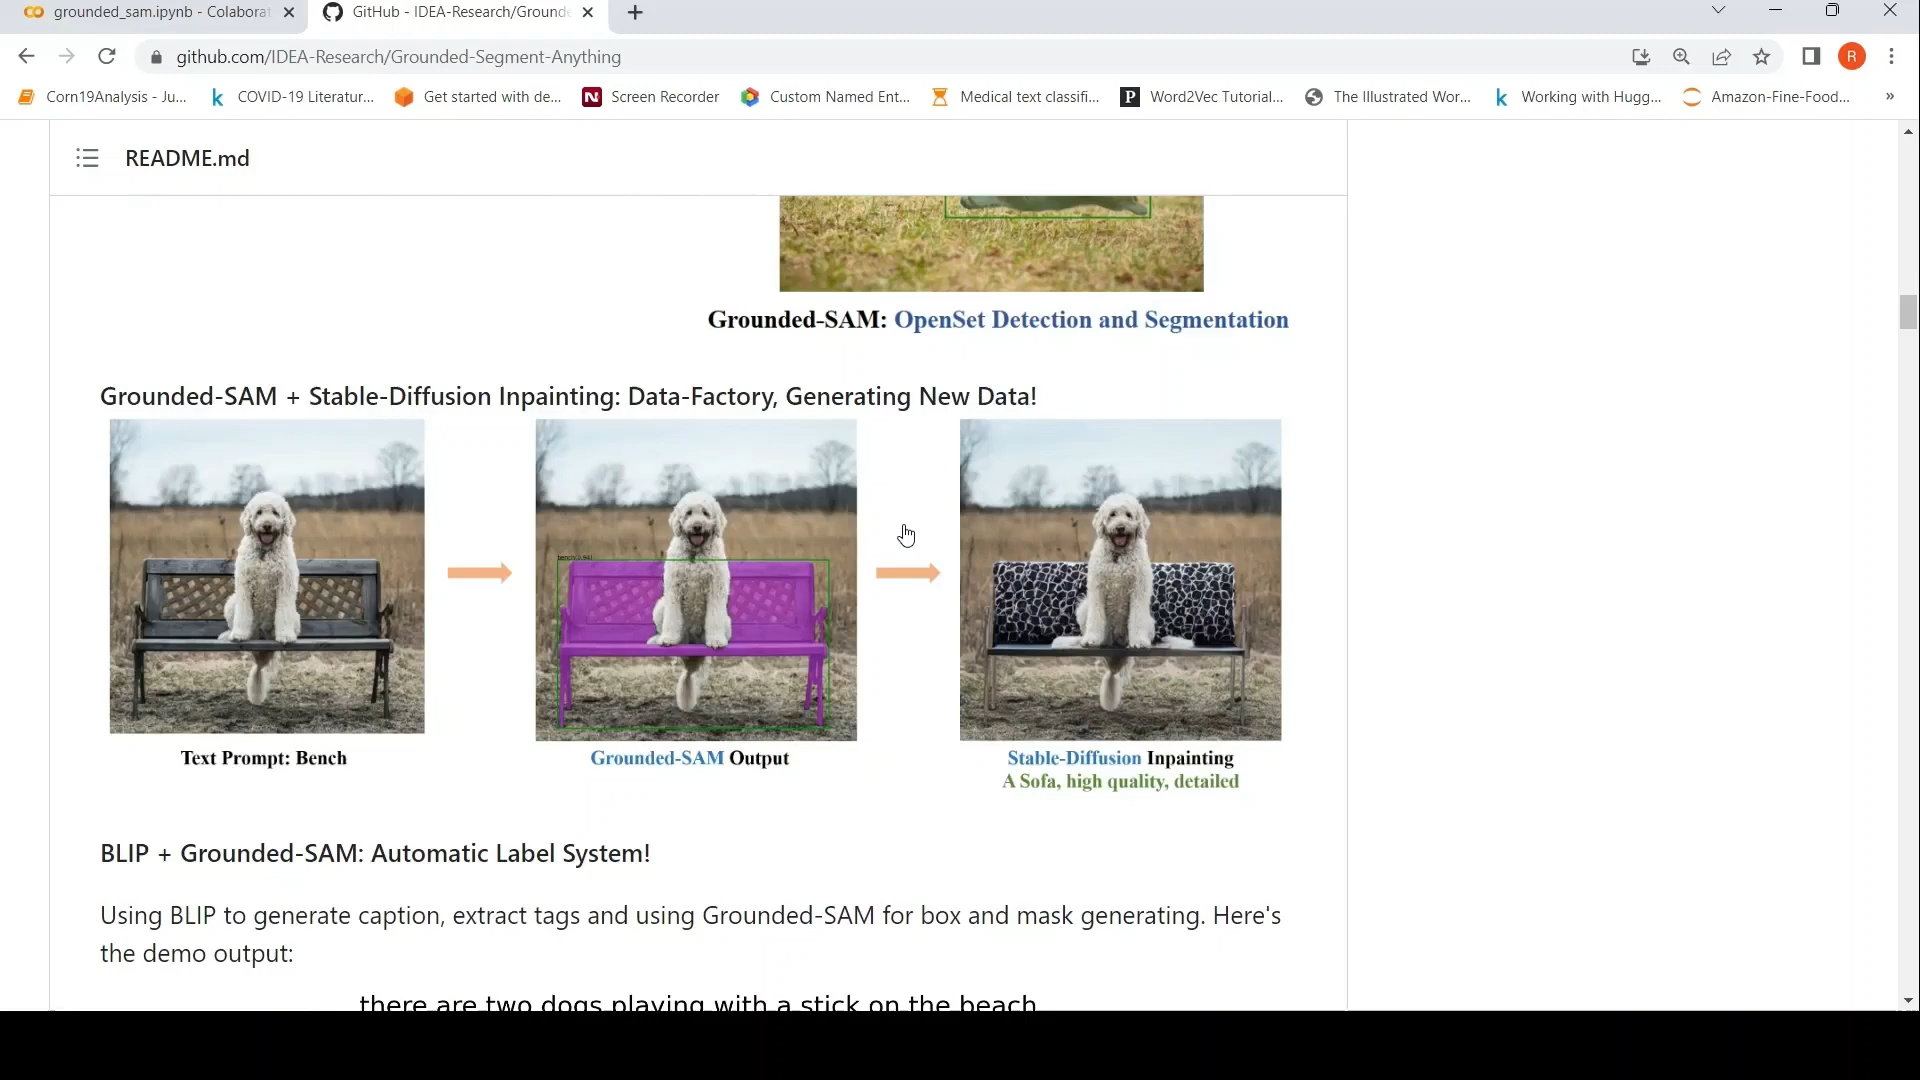 grounded_sam.ipynb - Colaborat
GitHub - IDEA-Research/Grounde
github.com/IDEA-Research/Grounded-Segment-Anything
R
Corn19Analysis - Ju...
COVID-19 Literatur...
Get started with de...
Screen Recorder
Custom Named Ent...
Medical text classifi...
Word2Vec Tutorial...
The Illustrated Wor...
Working with Hugg...
Amazon-Fine-Food...
README.md
Grounded-SAM: OpenSet Detection and Segmentation
Grounded-SAM + Stable-Diffusion Inpainting: Data-Factory, Generating New Data!
Text Prompt: Bench
Grounded-SAM Output
Stable-Diffusion Inpainting
A Sofa, high quality, detailed
BLIP + Grounded-SAM: Automatic Label System!
Using BLIP to generate caption, extract tags and using Grounded-SAM for box and mask generating. Here's
the demo output:
there are two dogs playing with a stick on the beach